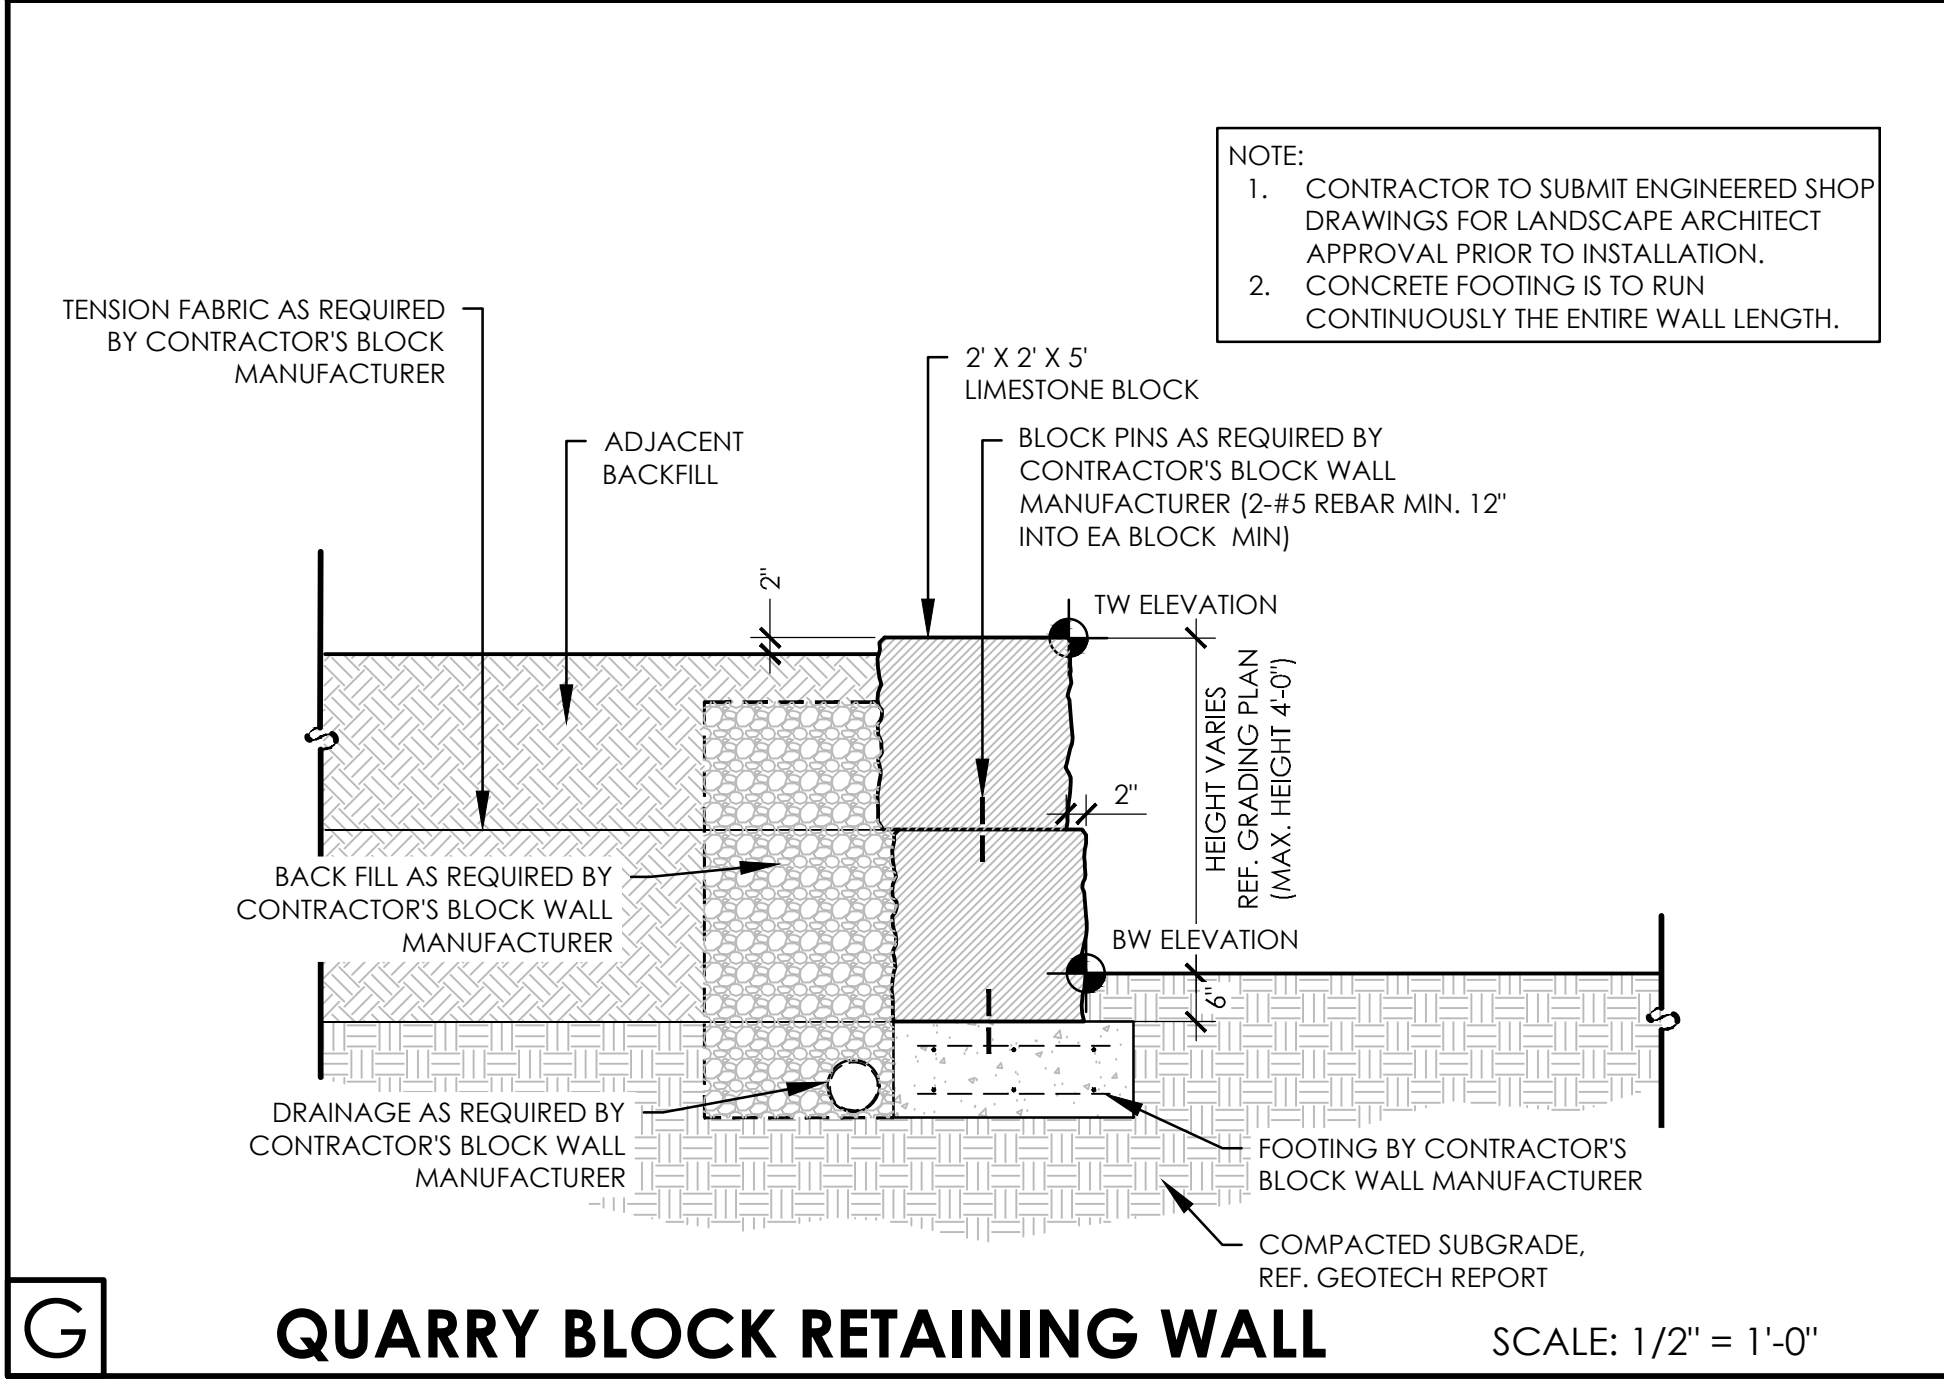 NOTE:
1. CONTRACTOR TO SUBMIT ENGINEERED SHOP
DRAWINGS FOR LANDSCAPE ARCHITECT
APPROVAL PRIOR TO INSTALLATION.
2. CONCRETE FOOTING IS TO RUN
CONTINUOUSLY THE ENTIRE WALL LENGTH.
TENSION FABRIC AS REQUIRED
BY CONTRACTOR'S BLOCK
MANUFACTURER
2' X 2' X 5'
LIMESTONE BLOCK
ADJACENT
BACKFILL
BLOCK PINS AS REQUIRED BY
CONTRACTOR'S BLOCK WALL
MANUFACTURER (2-#5 REBAR MIN. 12"
INTO EA BLOCK  MIN)
2"
TW ELEVATION
HEIGHT VARIES
REF. GRADING PLAN
(MAX. HEIGHT 4'-0")
2"
BACK FILL AS REQUIRED BY
CONTRACTOR'S BLOCK WALL
MANUFACTURER
BW ELEVATION
6"
DRAINAGE AS REQUIRED BY
CONTRACTOR'S BLOCK WALL
MANUFACTURER
FOOTING BY CONTRACTOR'S
BLOCK WALL MANUFACTURER
COMPACTED SUBGRADE,
REF. GEOTECH REPORT
G
QUARRY BLOCK RETAINING WALL
SCALE: 1/2" = 1'-0"